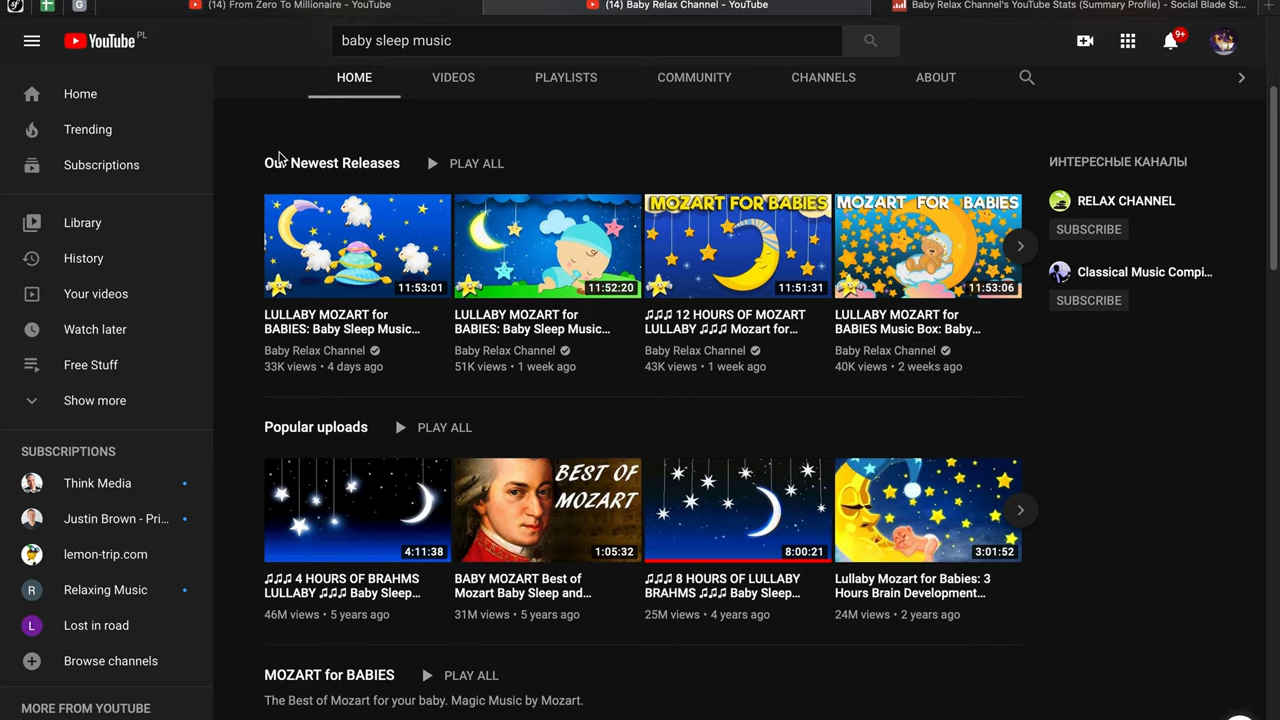 (14) From Zero To Millionaire - YouTube
(14) Baby Relax Channel - YouTube
Baby Relax Channel's YouTube Stats (Summary Profile) - Social Blade St...
YouTube PL
baby sleep music
9+
HOME
VIDEOS
PLAYLISTS
COMMUNITY
CHANNELS
ABOUT
Home
Trending
Subscriptions
Library
History
Your videos
Watch later
Free Stuff
Show more
SUBSCRIPTIONS
Think Media
Justin Brown - Pri...
lemon-trip.com
R
Relaxing Music
L
Lost in road
Browse channels
MORE FROM YOUTUBE
Our Newest Releases
PLAY ALL
11:53:01
LULLABY MOZART for
BABIES: Baby Sleep Music...
Baby Relax Channel
33K views • 4 days ago
11:52:20
LULLABY MOZART for
BABIES: Baby Sleep Music...
Baby Relax Channel
51K views • 1 week ago
MOZART FOR BABIES
11:51:31
♫♫♫ 12 HOURS OF MOZART
LULLABY ♫♫♫ Mozart for...
Baby Relax Channel
43K views • 1 week ago
MOZART FOR BABIES
11:53:06
LULLABY MOZART for
BABIES Music Box: Baby...
Baby Relax Channel
40K views • 2 weeks ago
Popular uploads
PLAY ALL
4:11:38
♫♫♫ 4 HOURS OF BRAHMS
LULLABY ♫♫♫ Baby Sleep...
46M views • 5 years ago
BEST OF
MOZART
1:05:32
BABY MOZART Best of
Mozart Baby Sleep and...
31M views • 5 years ago
8:00:21
♫♫♫ 8 HOURS OF LULLABY
BRAHMS ♫♫♫ Baby Sleep...
25M views • 4 years ago
3:01:52
Lullaby Mozart for Babies: 3
Hours Brain Development...
24M views • 2 years ago
MOZART for BABIES
PLAY ALL
The Best of Mozart for your baby. Magic Music by Mozart.
ИНТЕРЕСНЫЕ КАНАЛЫ
RELAX CHANNEL
SUBSCRIBE
Classical Music Compi...
SUBSCRIBE